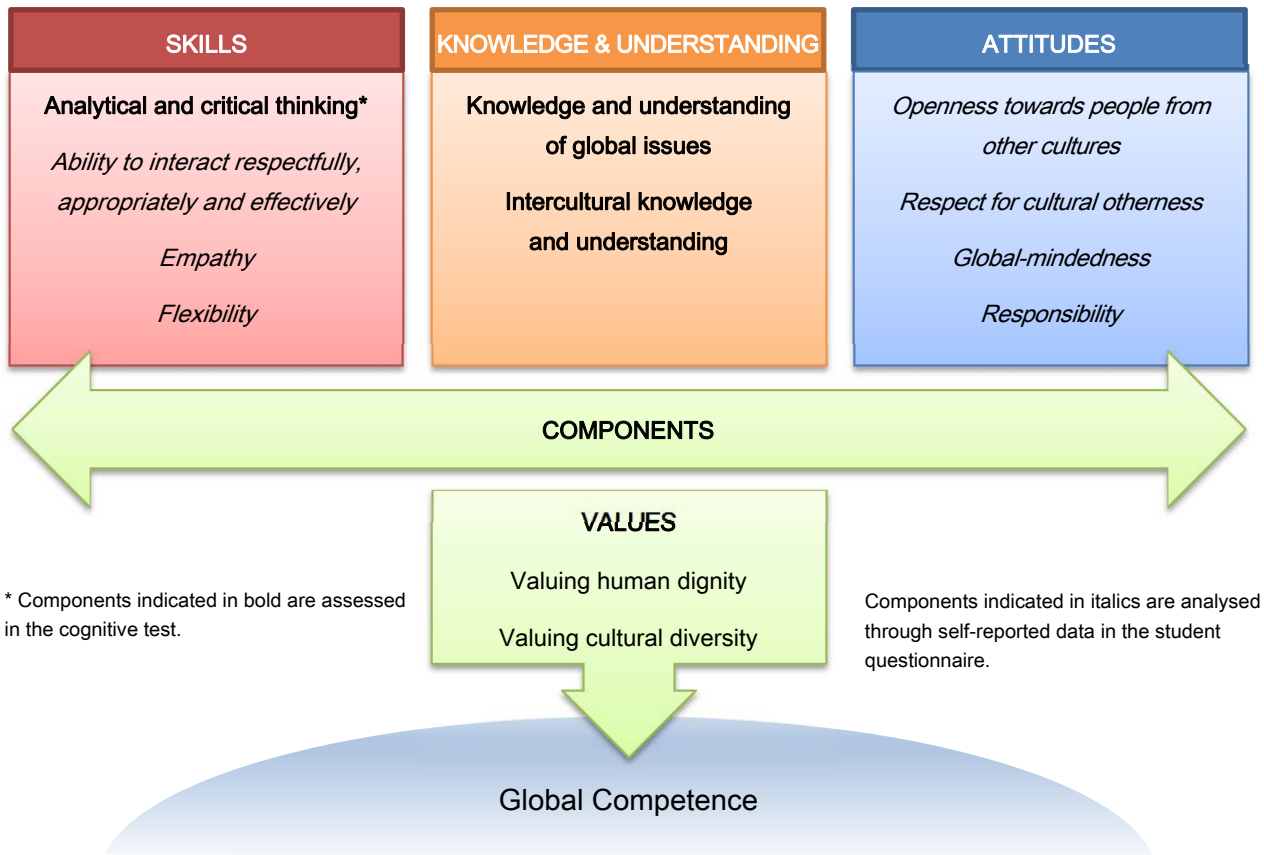 SKILLS
Analytical and critical thinking*
Ability to interact respectfully,
appropriately and effectively
Empathy
Flexibility
KNOWLEDGE & UNDERSTANDING
Knowledge and understanding
of global issues
Intercultural knowledge
and understanding
ATTITUDES
Openness towards people from
other cultures
Respect for cultural otherness
Global-mindedness
Responsibility
COMPONENTS
VALUES
Valuing human dignity
Valuing cultural diversity
* Components indicated in bold are assessed
in the cognitive test.
Components indicated in italics are analysed
through self-reported data in the student
questionnaire.
Global Competence